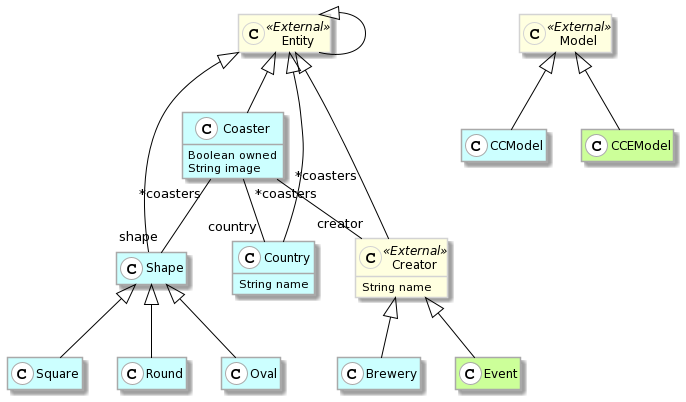 C «External» Entity
C «External» Model
C Coaster
Boolean owned
String image
C CCModel
C CCEModel
*coasters
*coasters
*coasters
shape
country
creator
C Shape
C Country
String name
C «External» Creator
String name
C Square
C Round
C Oval
C Brewery
C Event